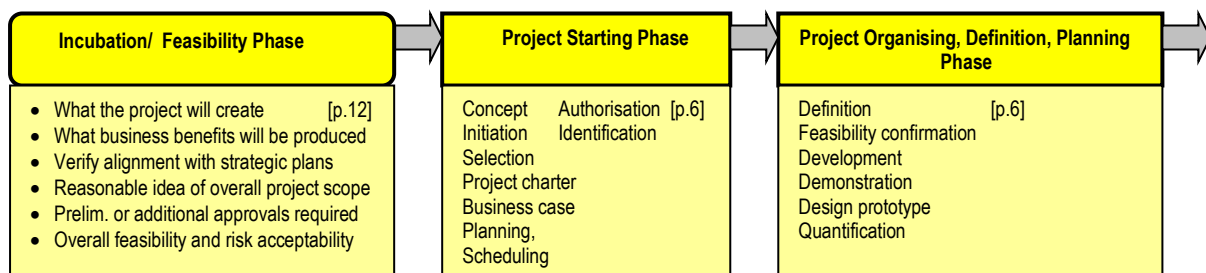 Incubation/ Feasibility Phase
• What the project will create [p.12]
• What business benefits will be produced
• Verify alignment with strategic plans
• Reasonable idea of overall project scope
• Prelim. or additional approvals required
• Overall feasibility and risk acceptability
Project Starting Phase
Concept Authorisation [p.6]
Initiation Identification
Selection
Project charter
Business case
Planning,
Scheduling
Project Organising, Definition, Planning
Phase
Definition [p.6]
Feasibility confirmation
Development
Demonstration
Design prototype
Quantification